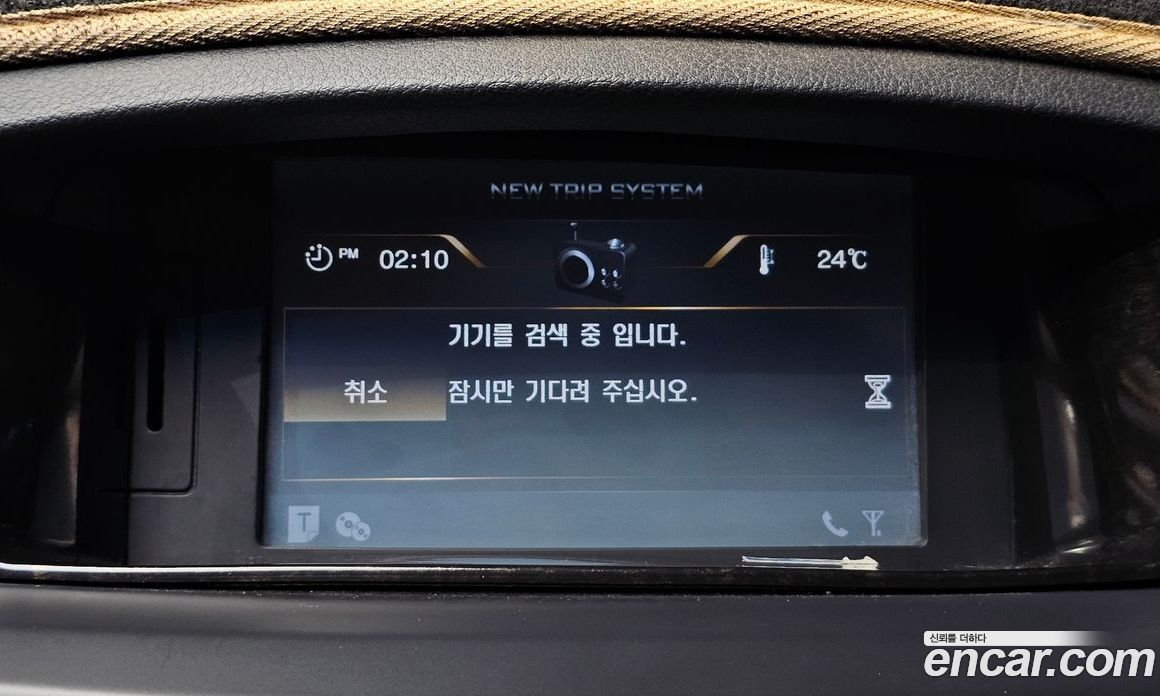 NEW TRIP SYSTEM
PM 02:10
24℃
기기를 검색 중 입니다.
취소
잠시만 기다려 주십시오.
T
신뢰를 더하다
encar.com